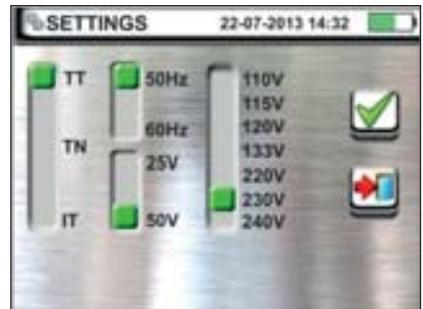 SETTINGS 22-07-2013 14:32
TT
TN
IT
50Hz
60Hz
25V
50V
110V
115V
120V
133V
220V
230V
240V